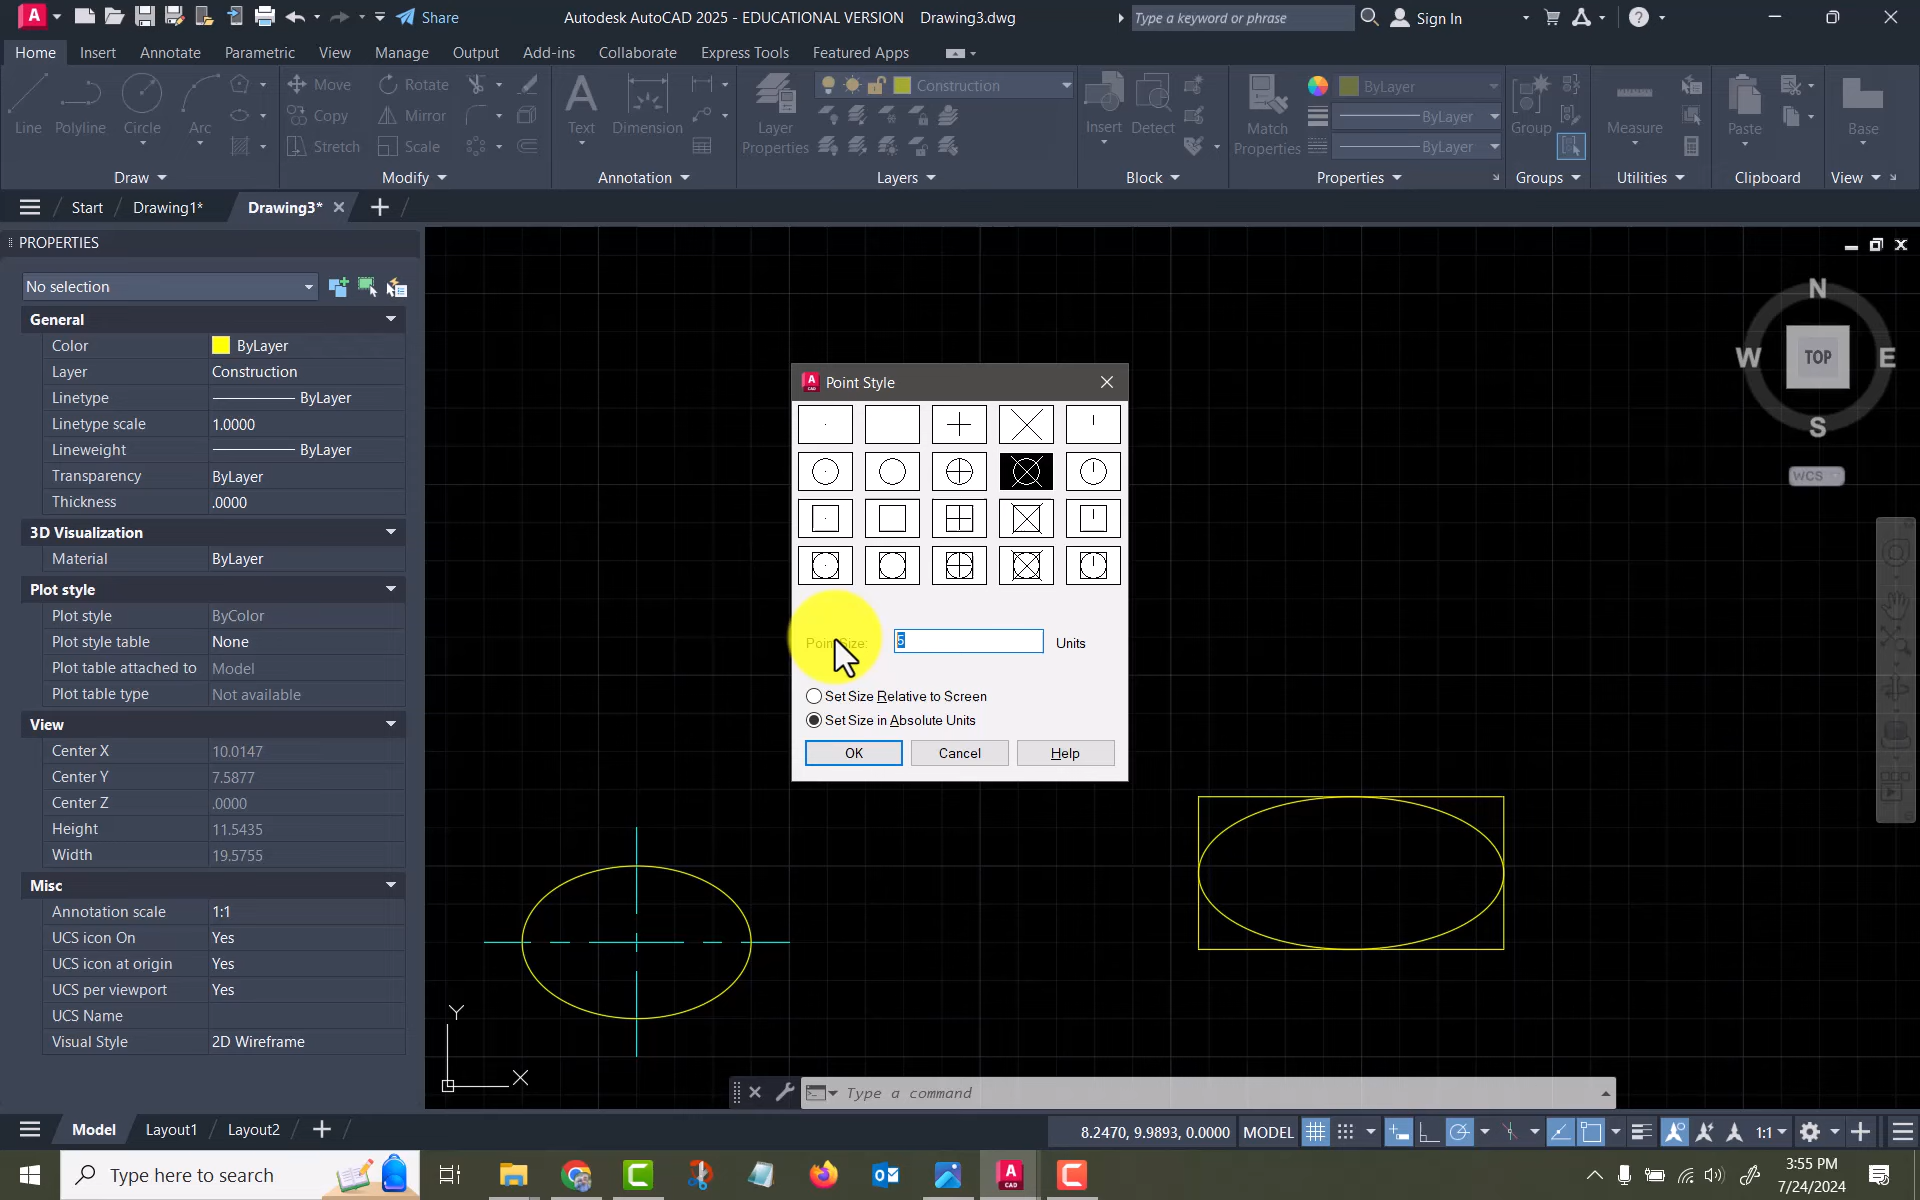 Share
Autodesk AutoCAD 2025 - EDUCATIONAL VERSION Drawing3.dwg
Type a keyword or phrase
Sign In
Home Insert Annotate Parametric View Manage Output Add-ins Collaborate Express Tools Featured Apps
Line Polyline Circle Arc
Move Rotate
Copy Mirror
Stretch Scale
Text Dimension
Layer Properties
Construction
Insert Detect
Match Properties
ByLayer
ByLayer
ByLayer
Group
Measure
Paste
Base
Draw Modify Annotation Layers Block Properties Groups Utilities Clipboard View
Start Drawing1* Drawing3*
PROPERTIES
No selection
General
Color ByLayer
Layer Construction
Linetype ByLayer
Linetype scale 1.0000
Lineweight ByLayer
Transparency ByLayer
Thickness .0000
3D Visualization
Material ByLayer
Plot style
Plot style ByColor
Plot style table None
Plot table attached to Model
Plot table type Not available
View
Center X 10.0147
Center Y 7.5877
Center Z .0000
Height 11.5435
Width 19.5755
Misc
Annotation scale 1:1
UCS icon On Yes
UCS icon at origin Yes
UCS per viewport Yes
UCS Name
Visual Style 2D Wireframe
N
W TOP E
S
WCS
Point Style
Point Size: 5 Units
Set Size Relative to Screen
Set Size in Absolute Units
OK Cancel Help
Y
X
Type a command
Model Layout1 Layout2
8.2470, 9.9893, 0.0000 MODEL 1:1
Type here to search
3:55 PM
7/24/2024